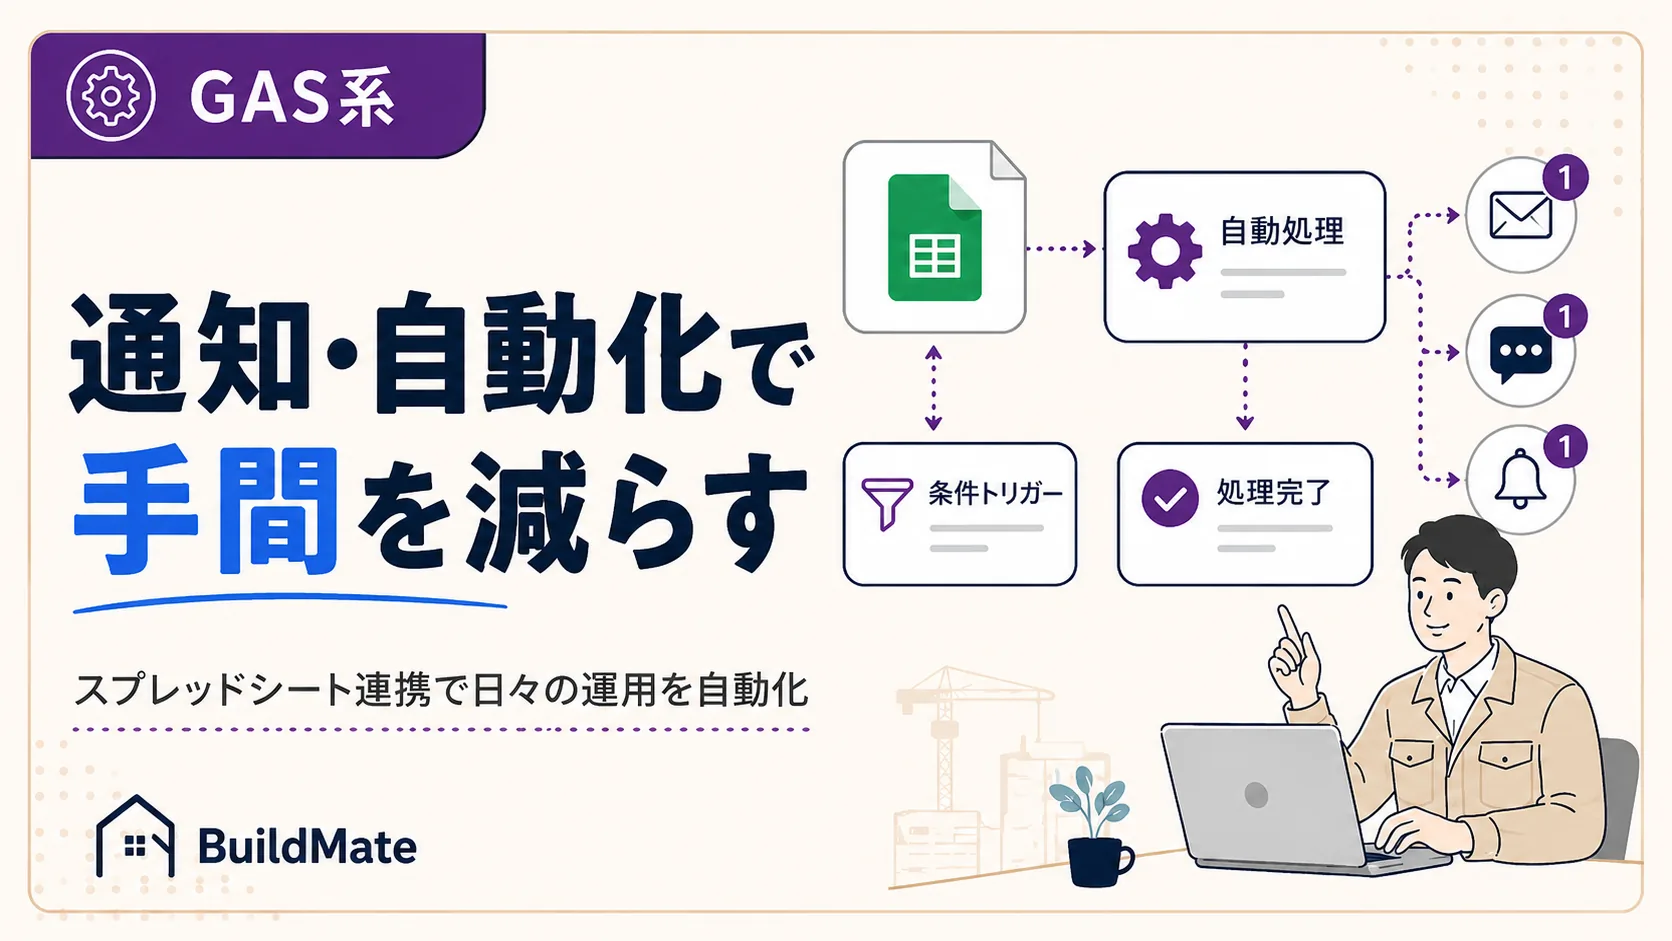 GAS系
通知・自動化で
手間を減らす
スプレッドシート連携で日々の運用を自動化
BuildMate
自動処理
条件トリガー
処理完了
1
1
1